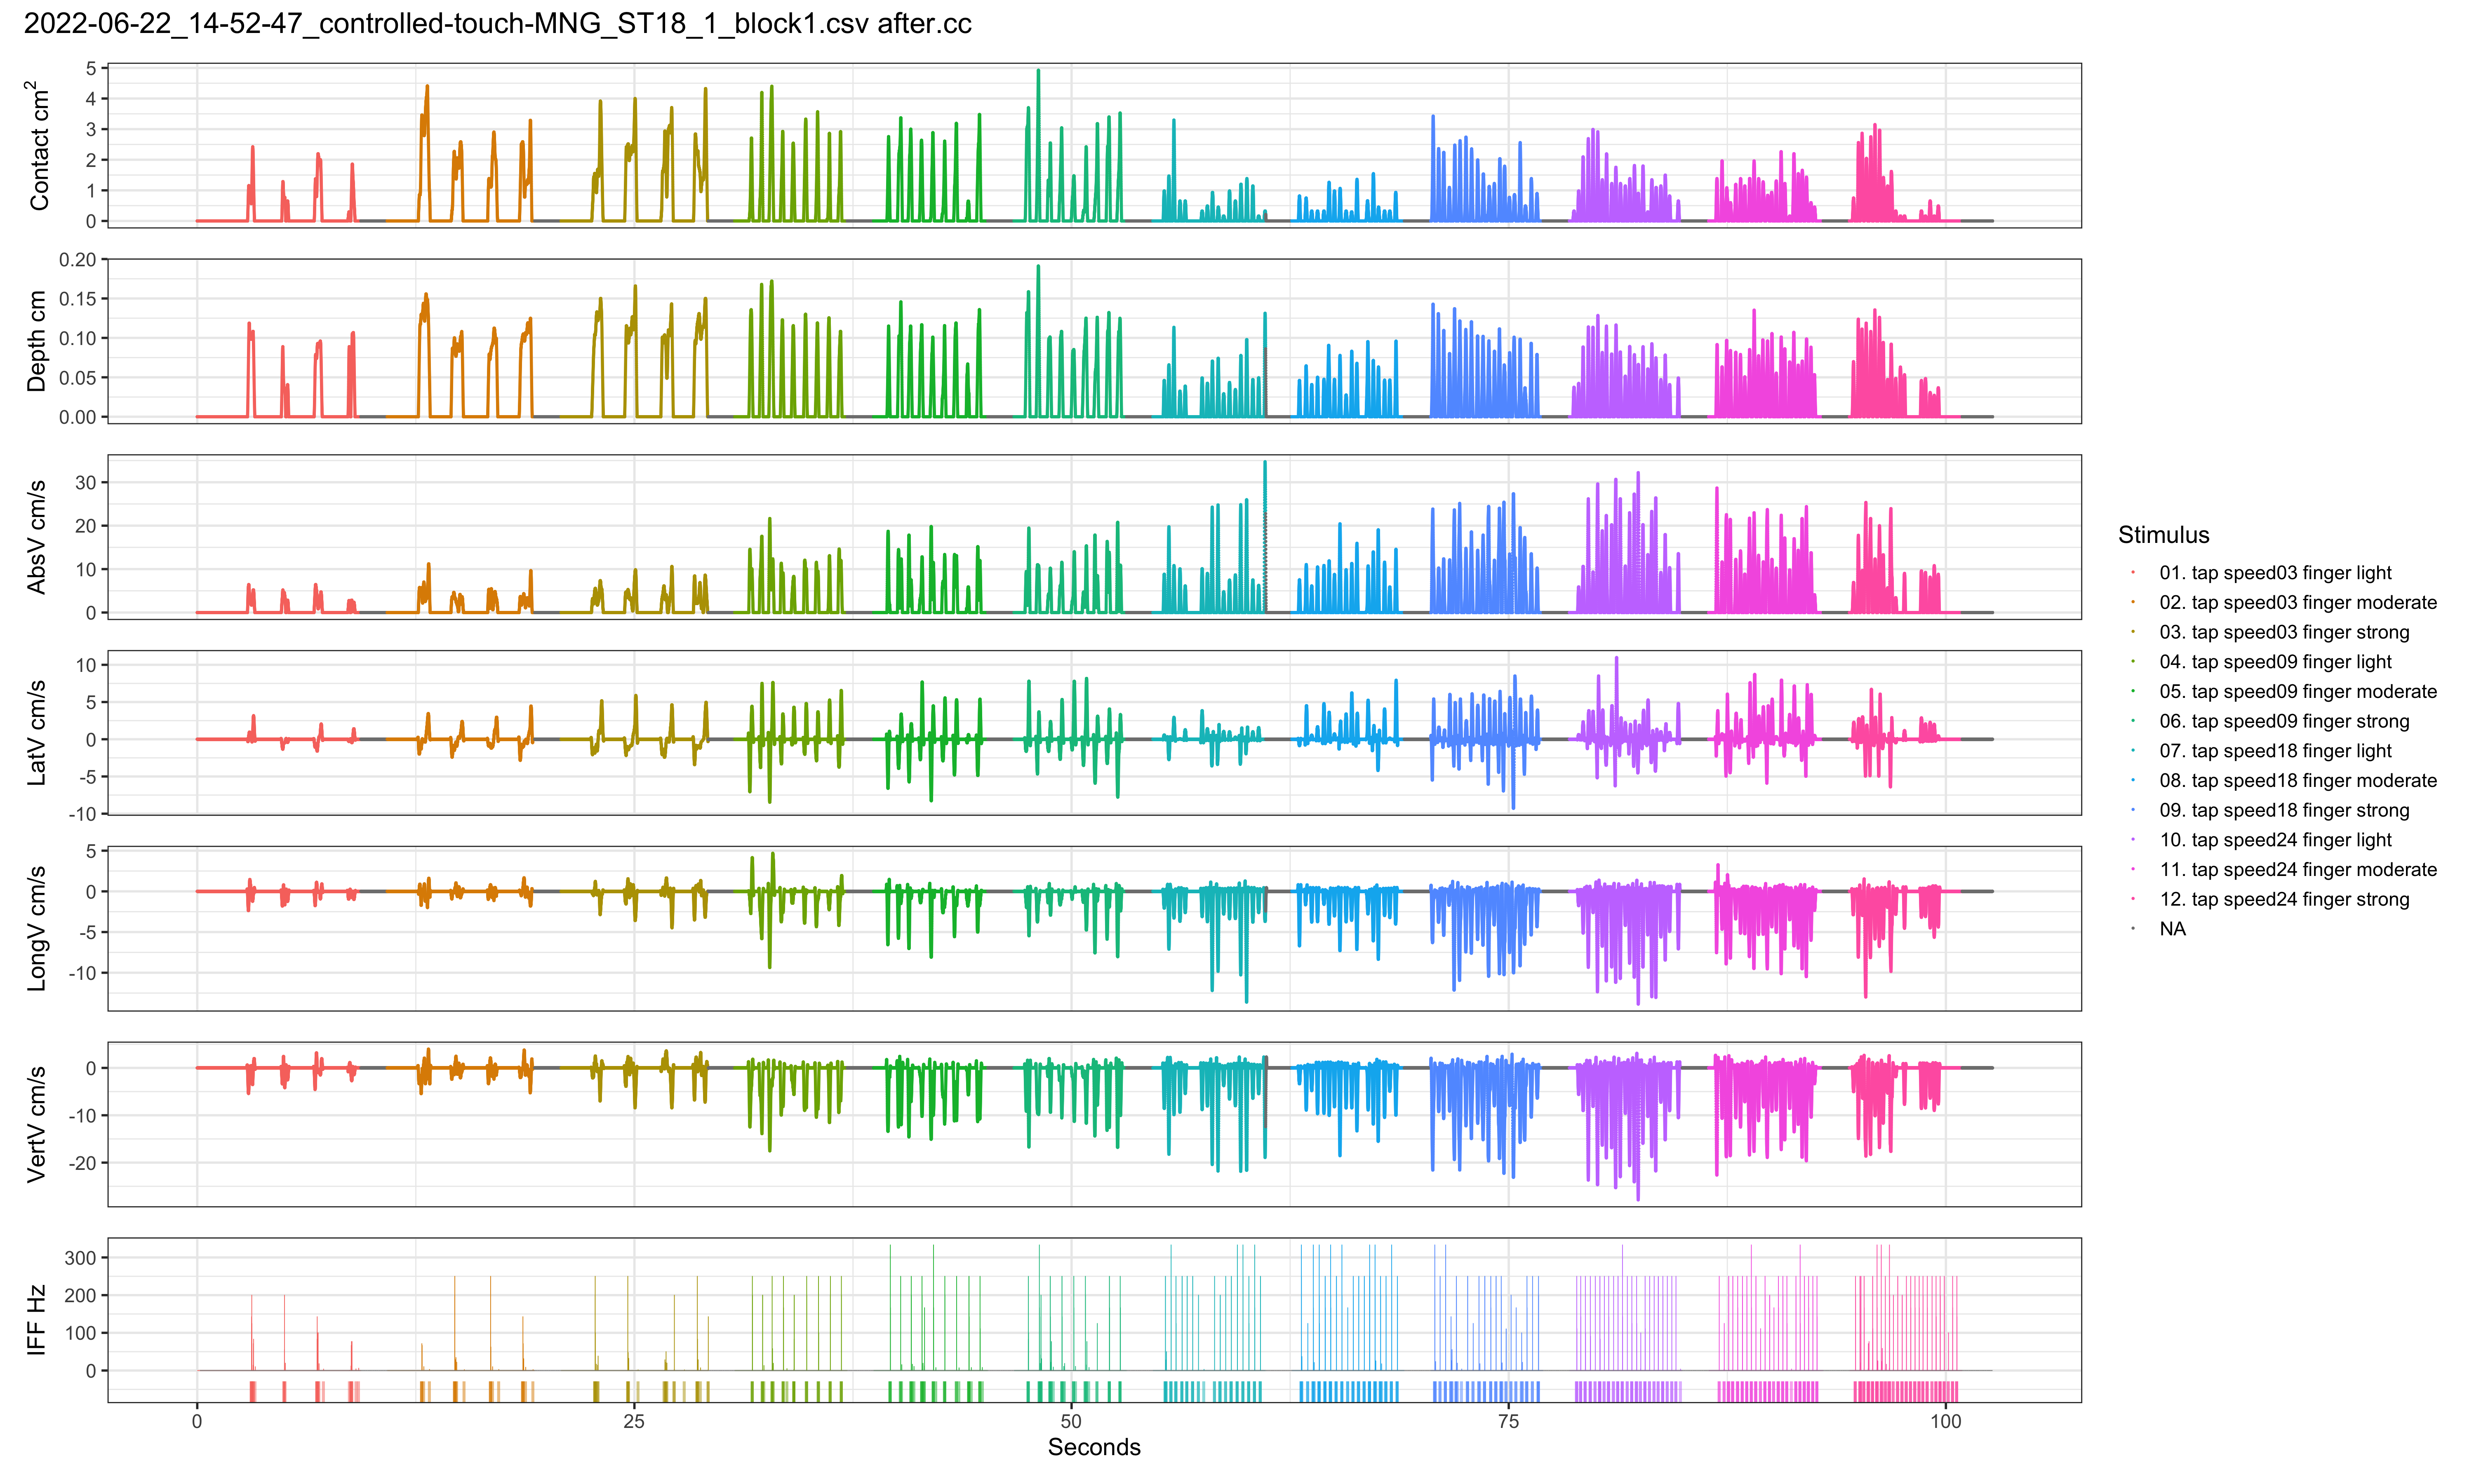 2022-06-22_14-52-47_controlled-touch-MNG_ST18_1_block1.csv after.cc
Contact cm²
5
4
3
2
1
0
Depth cm
0.20
0.15
0.10
0.05
0.00
AbsV cm/s
30
20
10
0
LatV cm/s
10
5
0
-5
-10
LongV cm/s
5
0
-5
-10
VertV cm/s
0
-10
-20
IFF Hz
300
200
100
0
0 25 50 75 100
Seconds
Stimulus
01. tap speed03 finger light
02. tap speed03 finger moderate
03. tap speed03 finger strong
04. tap speed09 finger light
05. tap speed09 finger moderate
06. tap speed09 finger strong
07. tap speed18 finger light
08. tap speed18 finger moderate
09. tap speed18 finger strong
10. tap speed24 finger light
11. tap speed24 finger moderate
12. tap speed24 finger strong
NA